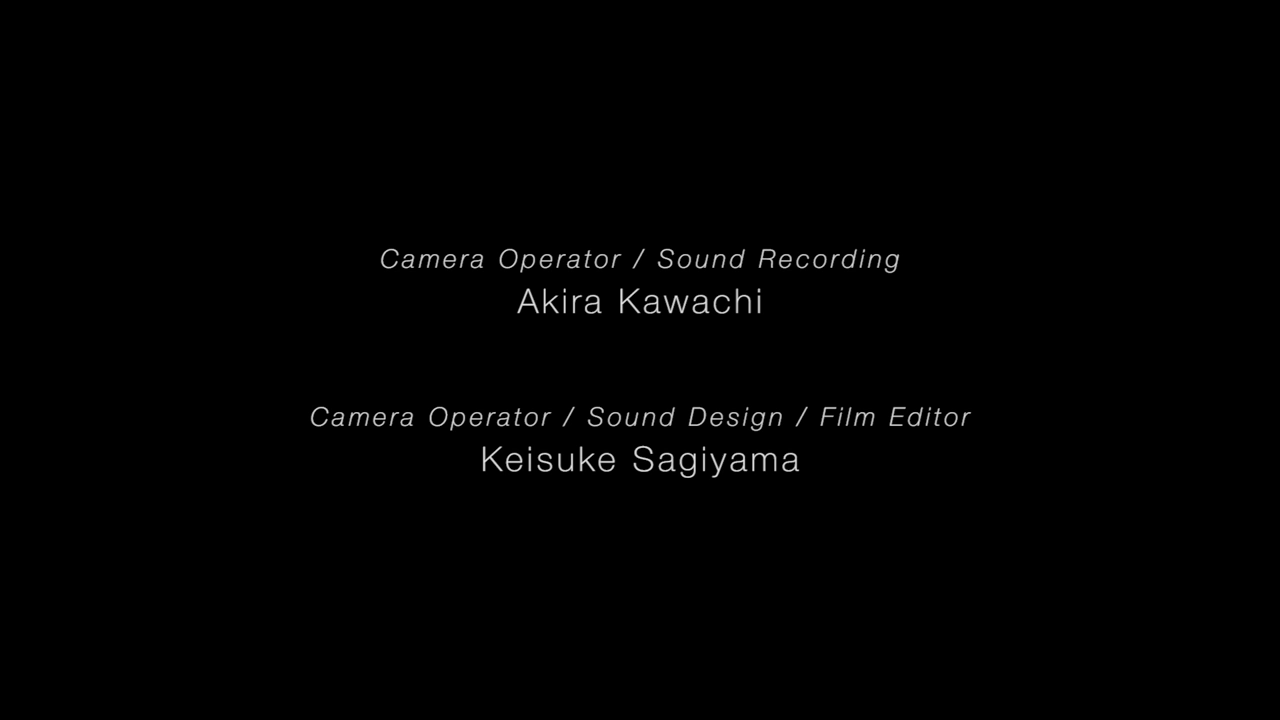 Camera Operator / Sound Recording
Akira Kawachi
Camera Operator / Sound Design / Film Editor
Keisuke Sagiyama